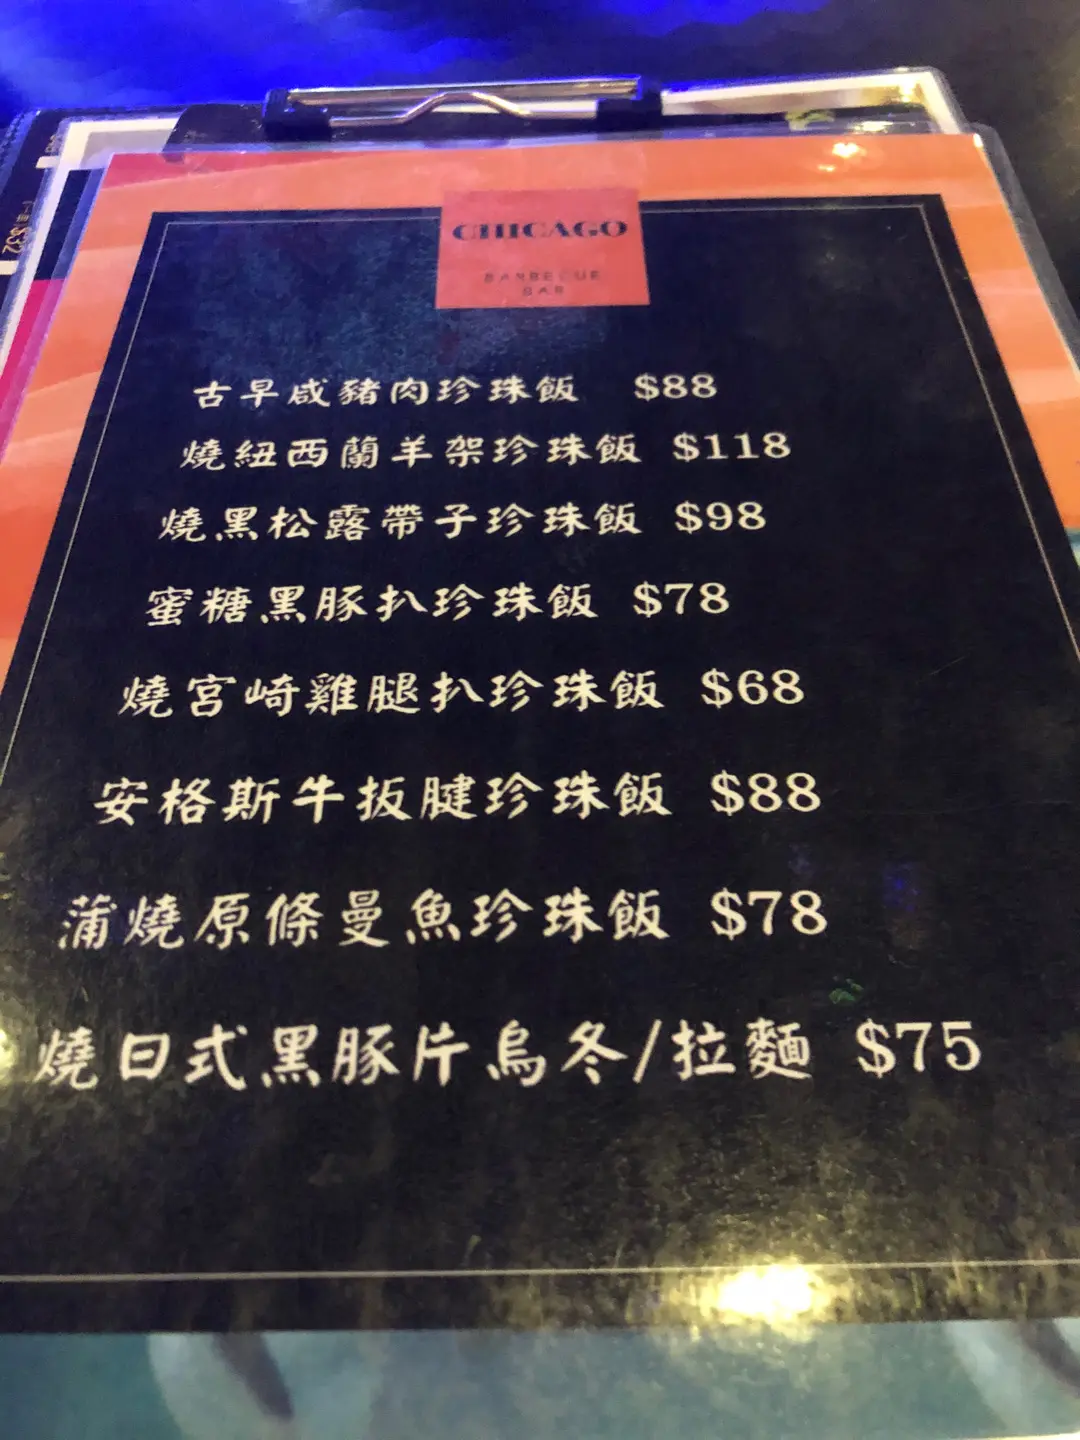 CHICAGO
BARBECUE
BAR
古早咸豬肉珍珠飯 $88
燒紐西蘭羊架珍珠飯 $118
燒黑松露帶子珍珠飯 $98
蜜糖黑豚扒珍珠飯 $78
燒宮崎雞腿扒珍珠飯 $68
安格斯牛扳腱珍珠飯 $88
蒲燒原條曼魚珍珠飯 $78
燒日式黑豚片烏冬/拉麵 $75
$32